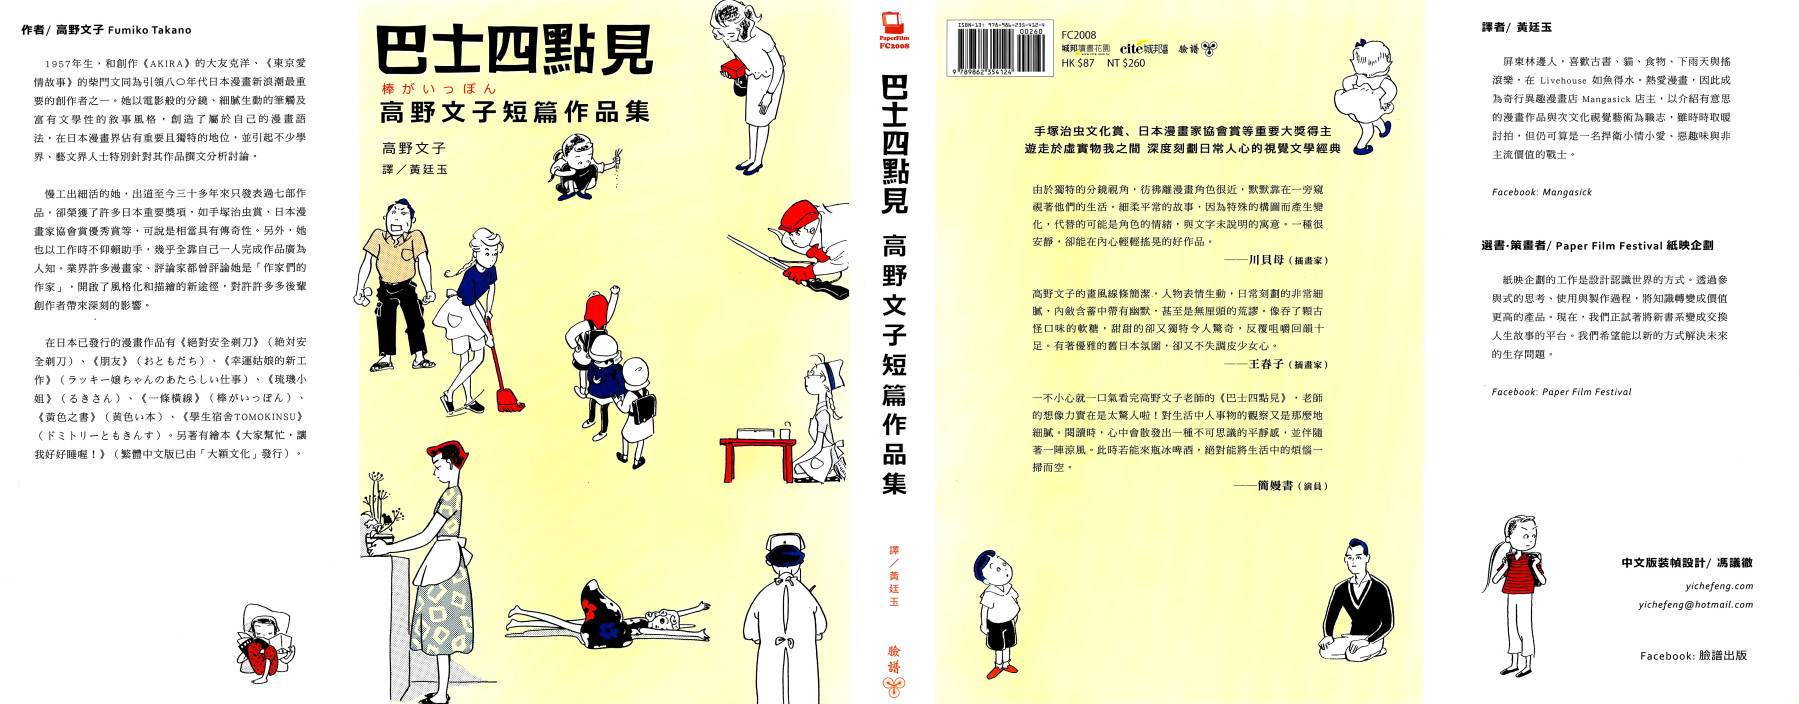 作者/ 高野文子 Fumiko Takano
1957年生，和創作《AKIRA》的大友克洋、《東京愛
情故事》的柴門文同為引領八〇年代日本漫畫新浪潮最重
要的創作者之一。她以電影般的分鏡、細膩生動的筆觸及
富有文學性的敘事風格，創造了屬於自己的漫畫語
法，在日本漫畫界佔有重要且獨特的地位，並引起不少學
界、藝文界人士特別針對其作品撰文分析討論。
慢工出細活的她，出道至今三十多年來只發表過七部作
品，卻榮獲了許多日本重要獎項，如手塚治虫賞、日本漫
畫家協會賞優秀賞等，可說是相當具有傳奇性。另外，她
也以工作時不仰賴助手，幾乎全靠自己一人完成作品廣為
人知。業界許多漫畫家、評論家都曾評論她是「作家們的
作家」，開啟了風格化和描繪的新途徑，對許許多多後輩
創作者帶來深刻的影響。
在日本已發行的漫畫作品有《絕對安全剃刀》（絶対安
全剃刀）、《朋友》（おともだち）、《幸運姑娘的新工
作》（ラッキー嬢ちゃんのあたらしい仕事）、《琉璣小
姐》（るきさん）、《一條橫線》（棒がいっぽん）、
《黃色之書》（黄色い本）、《學生宿舍TOMOKINSU》
（ドミトリーともきんす）。另著有繪本《大家幫忙，讓
我好好睡喔！》（繁體中文版已由「大穎文化」發行）。
巴士四點見
棒がいっぽん
高野文子短篇作品集
高野文子
譯／黃廷玉
PaperFilm
FC2008
巴士四點見 高野文子短篇作品集
譯／黃廷玉
臉譜
ISBN-13: 978-986-235-412-4
00260
9 789862 354124
FC2008
城邦讀書花園 cite城邦 臉譜
HK $87 NT $260
手塚治虫文化賞、日本漫畫家協會賞等重要大獎得主
遊走於虛實物我之間 深度刻劃日常人心的視覺文學經典
由於獨特的分鏡視角，彷彿離漫畫角色很近，默默靠在一旁窺
視著他們的生活。細柔平常的故事，因為特殊的構圖而產生變
化，代替的可能是角色的情緒，與文字未說明的寓意。一種很
安靜，卻能在內心輕輕搖晃的好作品。
——川貝母（插畫家）
高野文子的畫風線條簡潔，人物表情生動，日常刻劃的非常細
膩，內斂含蓄中帶有幽默，甚至是無厘頭的荒謬，像吞了顆古
怪口味的軟糖，甜甜的卻又獨特令人驚奇，反覆咀嚼回韻十
足。有著優雅的舊日本氛圍，卻又不失調皮少女心。
——王春子（插畫家）
一不小心就一口氣看完高野文子老師的《巴士四點見》，老師
的想像力實在是太驚人啦！對生活中人事物的觀察又是那麼地
細膩。閱讀時，心中會散發出一種不可思議的平靜感，並伴隨
著一陣涼風。此時若能來瓶冰啤酒，絕對能將生活中的煩惱一
掃而空。
——簡嫚書（演員）
譯者/ 黃廷玉
屏東林邊人，喜歡古書、貓、食物、下雨天與搖
滾樂，在 Livehouse 如魚得水。熱愛漫畫，因此成
為奇行異趣漫畫店 Mangasick 店主，以介紹有意思
的漫畫作品與次文化視覺藝術為職志，雖時時取暖
討拍，但仍可算是一名捍衛小情小愛、惡趣味與非
主流價值的戰士。
Facebook: Mangasick
選書·策畫者/ Paper Film Festival 紙映企劃
紙映企劃的工作是設計認識世界的方式。透過參
與式的思考、使用與製作過程，將知識轉變成價值
更高的產品。現在，我們正試著將新書系變成交換
人生故事的平台。我們希望能以新的方式解決未來
的生存問題。
Facebook: Paper Film Festival
中文版裝幀設計/ 馮議徹
yichefeng.com
yichefeng@hotmail.com
Facebook: 臉譜出版